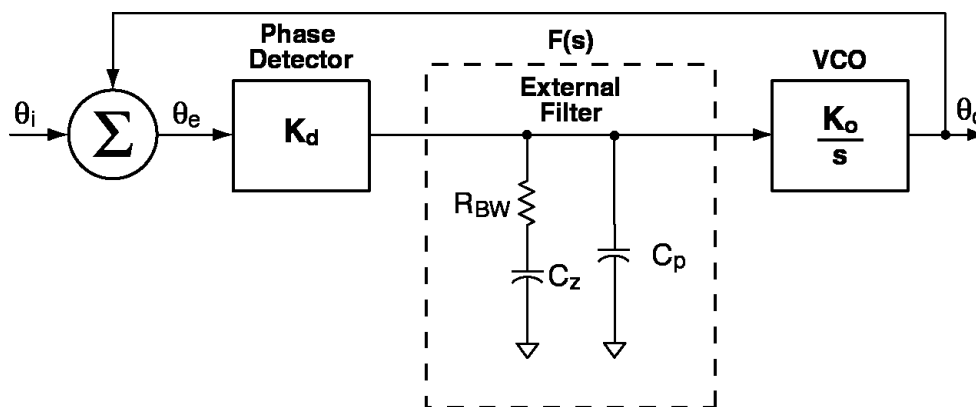 Phase
Detector
F(s)
External
Filter
VCO
θi
Σ
θe
Kd
Ko
s
θo
RBW
Cz
Cp